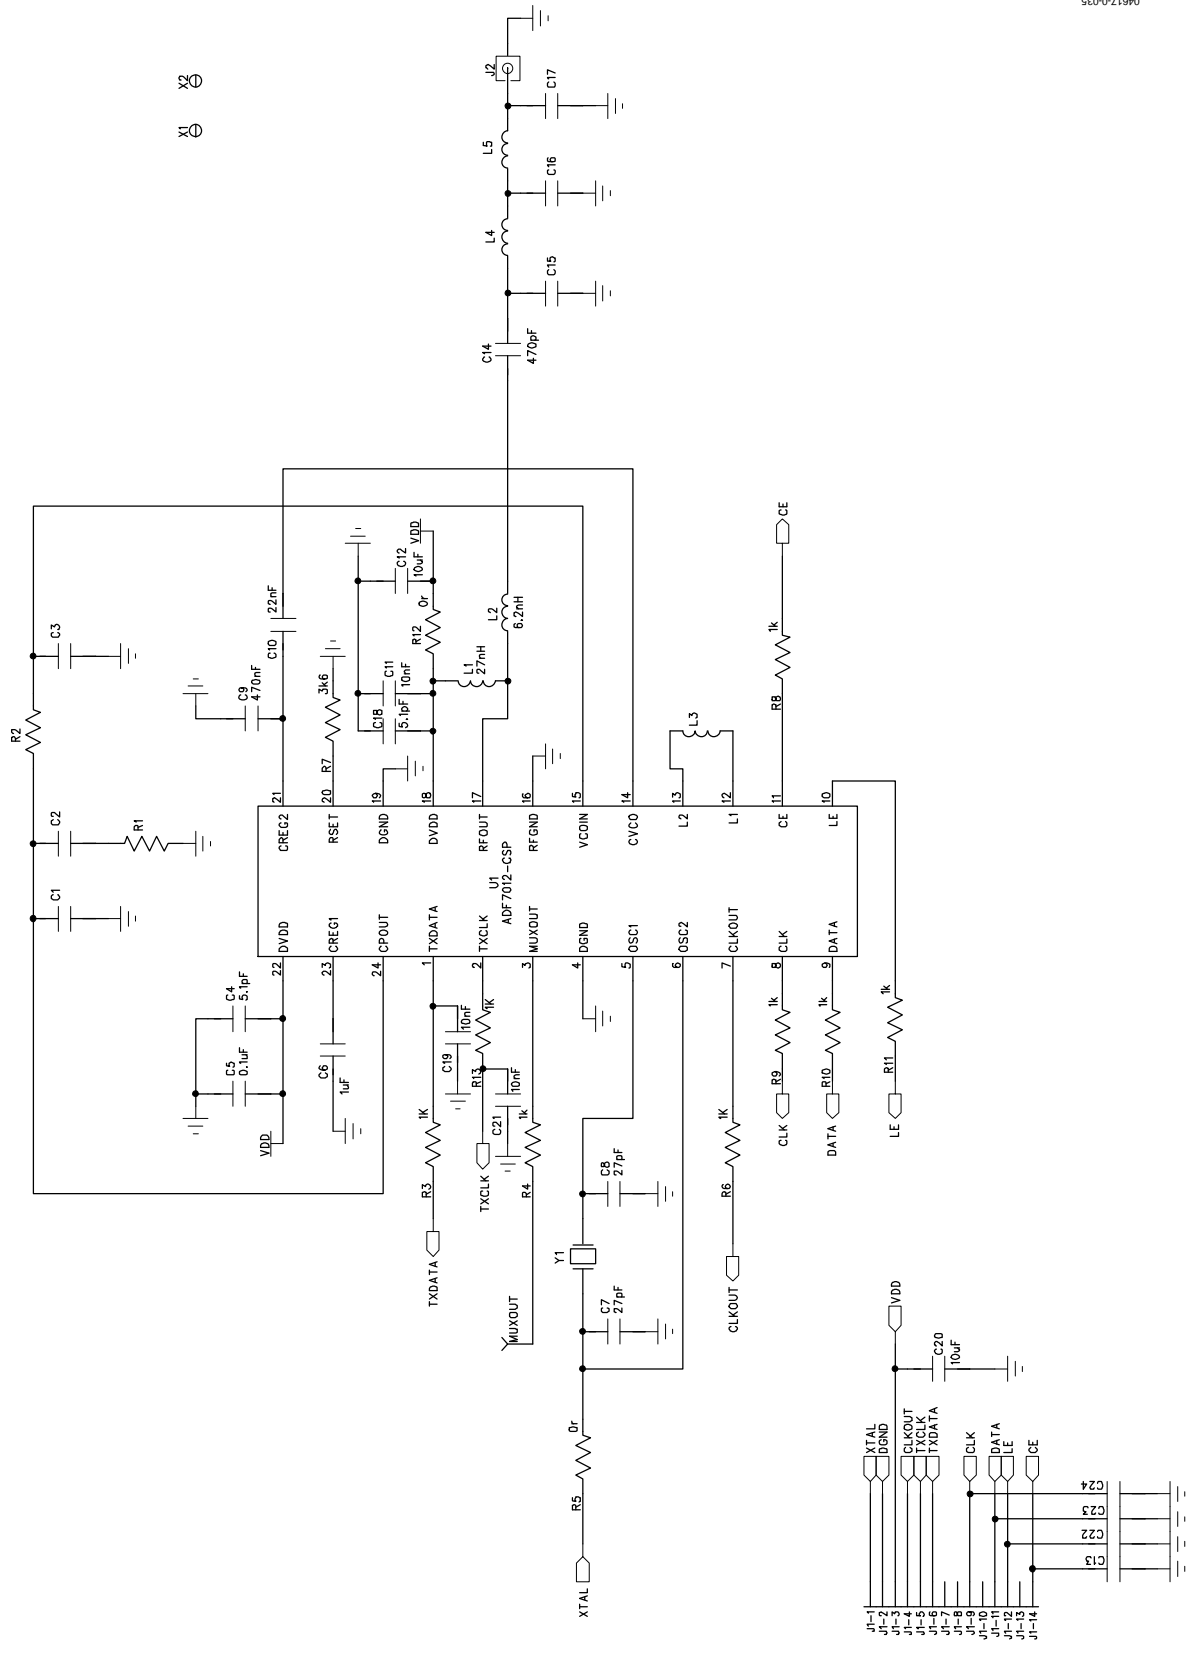 04617-0-035
X2
X1
J2
C17
L5
C16
L4
C15
C14
470pF
C3
22nF
C10
C9
470nF
R2
3k6
R7
C12
10uF
VDD
0r
R12
C11
10nF
C18
5.1pF
L1
27nH
L2
6.2nH
CE
1k
R8
L3
C2
R1
C1
21
20
19
18
17
16
15
14
13
12
11
10
CREG2
RSET
DGND
DVDD
RFOUT
RFGND
VCOIN
CVCO
L2
L1
CE
LE
U1
ADF7012-CSP
DVDD
CREG1
CPOUT
TXDATA
TXCLK
MUXOUT
DGND
OSC1
OSC2
CLKOUT
CLK
DATA
22
23
24
1
2
3
4
5
6
7
8
9
C4
5.1pF
C5
0.1uF
VDD
C6
1uF
C19
10nF
1K
R13
C21
10nF
1K
R3
TXDATA
TXCLK
1k
R4
MUXOUT
C8
27pF
Y1
C7
27pF
1K
R6
CLKOUT
1k
R9
CLK
1k
R10
DATA
1k
R11
LE
0r
R5
XTAL
VDD
C20
10uF
XTAL
DGND
CLKOUT
TXCLK
TXDATA
CLK
DATA
LE
CE
C24
C23
C22
C13
J1-1
J1-2
J1-3
J1-4
J1-5
J1-6
J1-7
J1-8
J1-9
J1-10
J1-11
J1-12
J1-13
J1-14